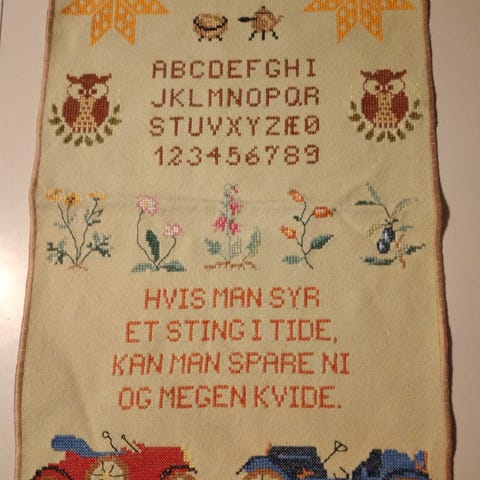 ABCDEFGHI
JKLMNOPQR
STUVXYZÆØ
123456789
HVIS MAN SYR
ET STING I TIDE,
KAN MAN SPARE NI
OG MEGEN KVIDE.